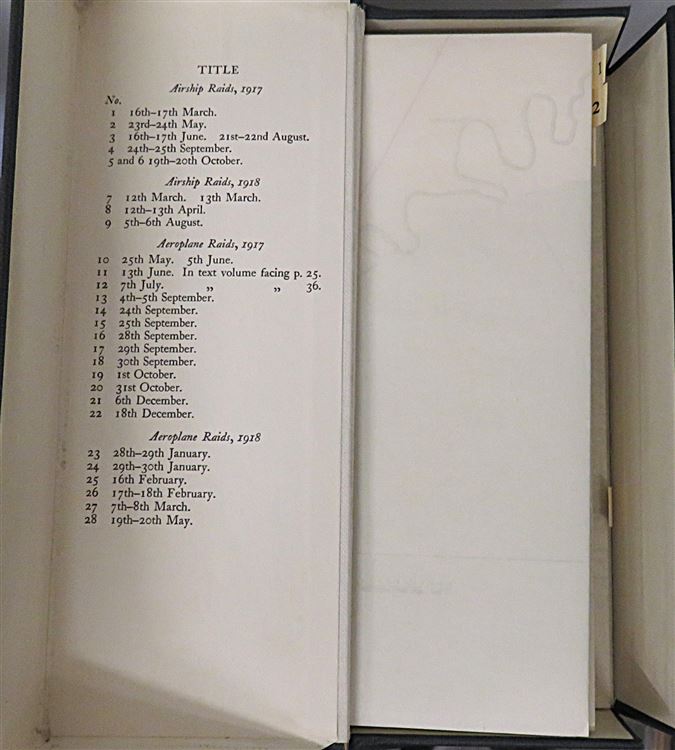 TITLE
Airship Raids, 1917
No.
1 16th–17th March.
2 23rd–24th May.
3 16th–17th June. 21st–22nd August.
4 24th–25th September.
5 and 6 19th–20th October.
Airship Raids, 1918
7 12th March. 13th March.
8 12th–13th April.
9 5th–6th August.
Aeroplane Raids, 1917
10 25th May. 5th June.
11 13th June. In text volume facing p. 25.
12 7th July. „ „ 36.
13 4th–5th September.
14 24th September.
15 25th September.
16 28th September.
17 29th September.
18 30th September.
19 1st October.
20 31st October.
21 6th December.
22 18th December.
Aeroplane Raids, 1918
23 28th–29th January.
24 29th–30th January.
25 16th February.
26 17th–18th February.
27 7th–8th March.
28 19th–20th May.
1
2